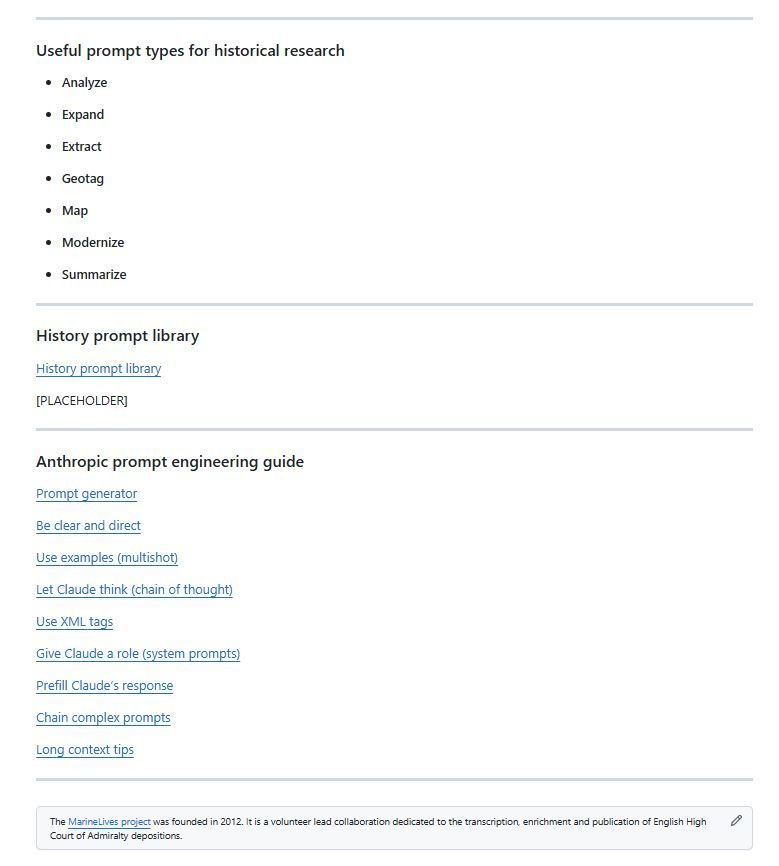 Useful prompt types for historical research
Analyze
Expand
Extract
Geotag
Map
Modernize
Summarize
History prompt library
History prompt library
[PLACEHOLDER]
Anthropic prompt engineering guide
Prompt generator
Be clear and direct
Use examples (multishot)
Let Claude think (chain of thought)
Use XML tags
Give Claude a role (system prompts)
Prefill Claude's response
Chain complex prompts
Long context tips
The MarineLives project was founded in 2012. It is a volunteer lead collaboration dedicated to the transcription, enrichment and publication of English High
Court of Admiralty depositions.